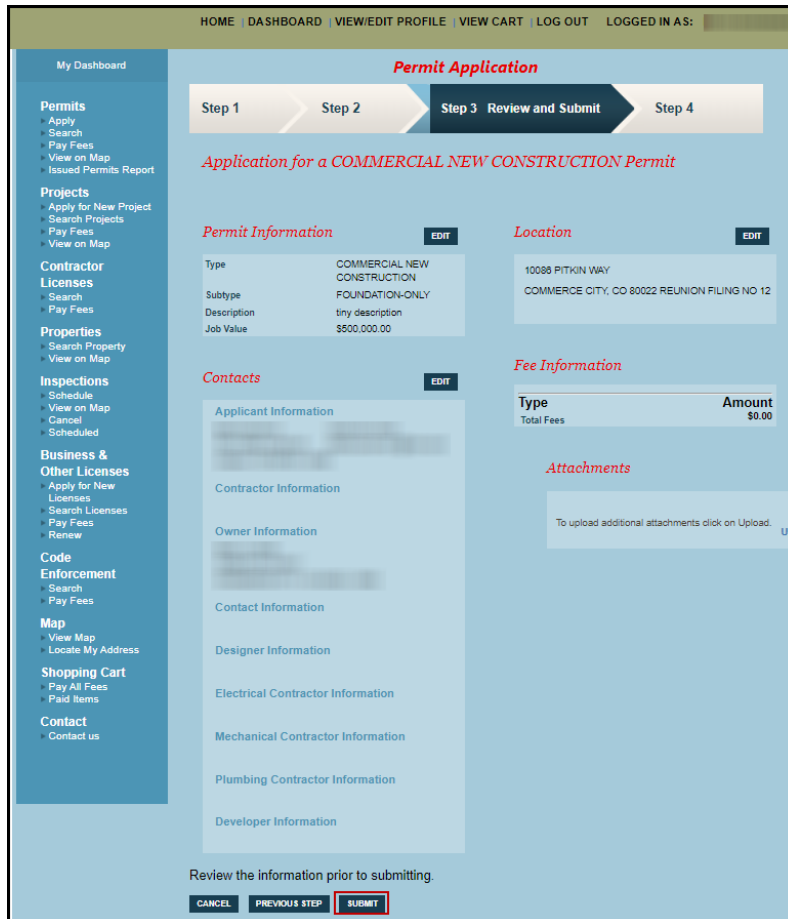 HOME | DASHBOARD | VIEW/EDIT PROFILE | VIEW CART | LOG OUT LOGGED IN AS:
My Dashboard
Permits
Apply
Search
Pay Fees
View on Map
Issued Permits Report
Projects
Apply for New Project
Search Projects
Pay Fees
View on Map
Contractor
Licenses
Search
Pay Fees
Properties
Search Property
View on Map
Inspections
Schedule
View on Map
Cancel
Scheduled
Business &
Other Licenses
Apply for New
Licenses
Search Licenses
Pay Fees
Renew
Code
Enforcement
Search
Pay Fees
Map
View Map
Locate My Address
Shopping Cart
Pay All Fees
Paid Items
Contact
Contact us
Permit Application
Step 1 Step 2 Step 3 Review and Submit Step 4
Application for a COMMERCIAL NEW CONSTRUCTION Permit
Permit Information EDIT
Type COMMERCIAL NEW
CONSTRUCTION
Subtype FOUNDATION-ONLY
Description tiny description
Job Value $500,000.00
Location EDIT
10086 PITKIN WAY
COMMERCE CITY, CO 80022 REUNION FILING NO 12
Contacts EDIT
Applicant Information
Contractor Information
Owner Information
Contact Information
Designer Information
Electrical Contractor Information
Mechanical Contractor Information
Plumbing Contractor Information
Developer Information
Fee Information
Type Amount
Total Fees $0.00
Attachments
To upload additional attachments click on Upload.
U
Review the information prior to submitting.
CANCEL PREVIOUS STEP SUBMIT